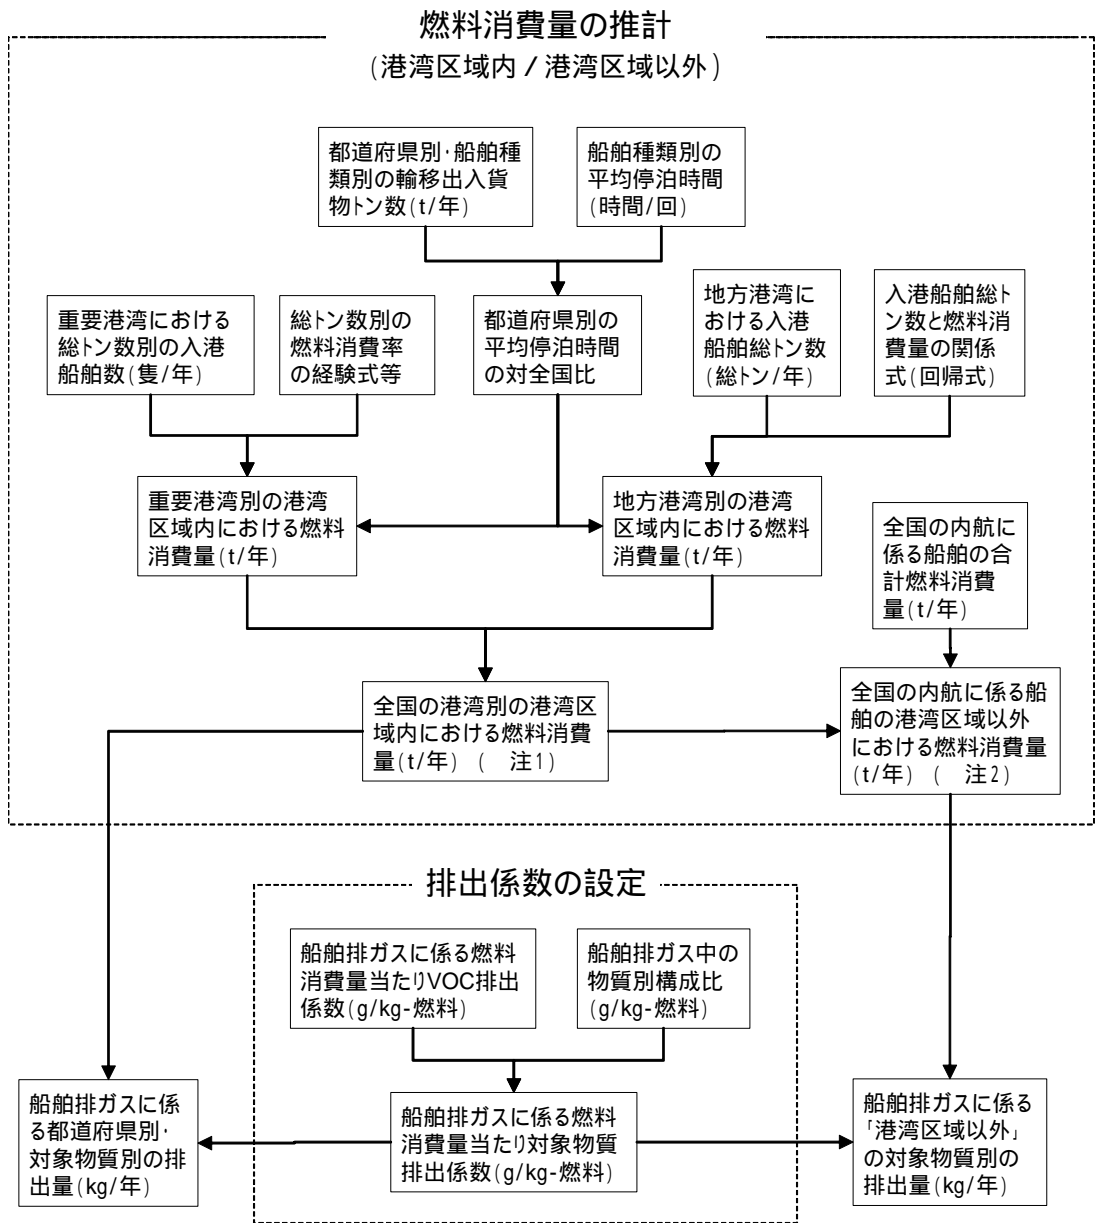 燃料消費量の推計
(港湾区域内 / 港湾区域以外)
都道府県別・船舶種
類別の輸移出入貨
物トン数(t/年)
船舶種類別の
平均停泊時間
(時間/回)
重要港湾における
総トン数別の入港
船舶数(隻/年)
総トン数別の
燃料消費率
の経験式等
都道府県別の
平均停泊時間
の対全国比
地方港湾に
おける入港
船舶総トン数
(総トン/年)
入港船舶総ト
ン数と燃料消
費量の関係
式(回帰式)
重要港湾別の港湾
区域内における燃料
消費量(t/年)
地方港湾別の港湾
区域内における燃料
消費量(t/年)
全国の内航に
係る船舶の合
計燃料消費
量(t/年)
全国の港湾別の港湾区
域内における燃料消費
量(t/年) ( 注1)
全国の内航に係る船
舶の港湾区域以外
における燃料消費量
(t/年) ( 注2)
排出係数の設定
船舶排ガスに係る燃料
消費量当たりVOC排出
係数(g/kg-燃料)
船舶排ガス中の
物質別構成比
(g/kg-燃料)
船舶排ガスに係
る都道府県別・
対象物質別の排
出量(kg/年)
船舶排ガスに係る燃料
消費量当たり対象物質
排出係数(g/kg-燃料)
船舶排ガスに係る
「港湾区域以外」
の対象物質別の
排出量(kg/年)